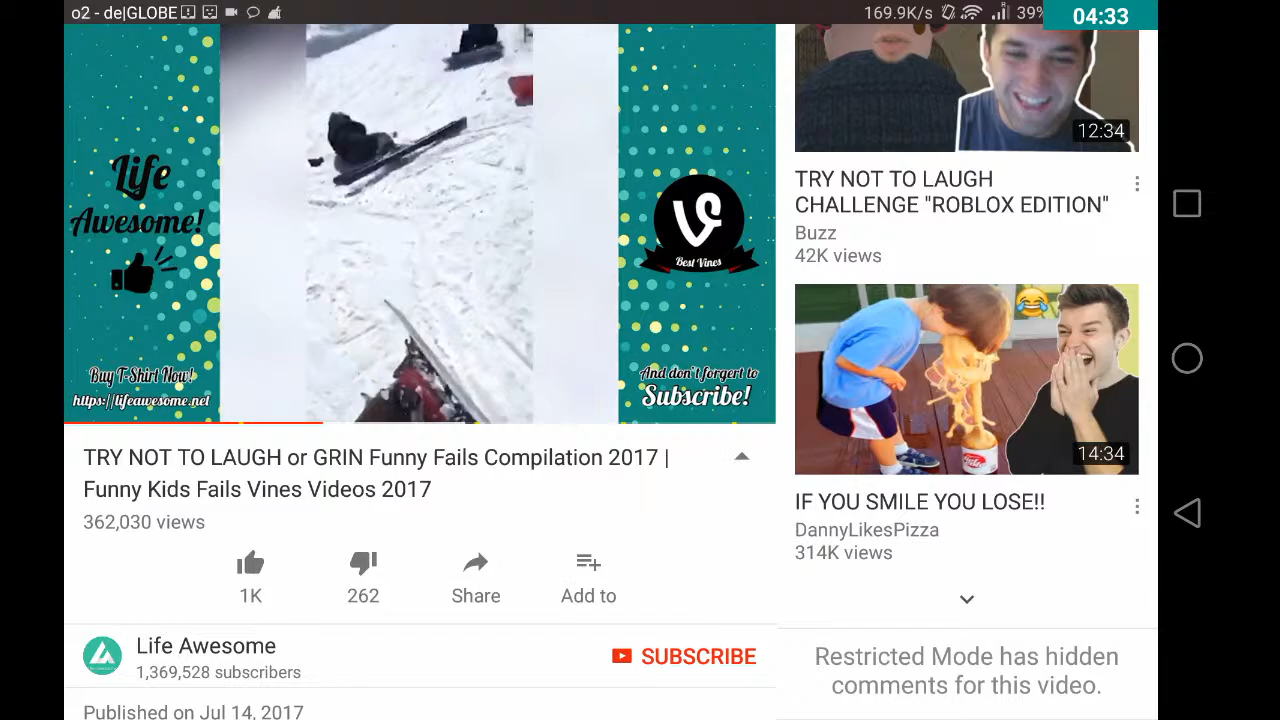 o2 - de|GLOBE
169.9K/s
39%
04:33
Life
Awesome!
Buy T-Shirt Now!
https://lifeawesome.net
Best Vines
And don't forgert to
Subscribe!
TRY NOT TO LAUGH or GRIN Funny Fails Compilation 2017 |
Funny Kids Fails Vines Videos 2017
362,030 views
1K
262
Share
Add to
Life Awesome
1,369,528 subscribers
SUBSCRIBE
Published on Jul 14, 2017
12:34
TRY NOT TO LAUGH
CHALLENGE "ROBLOX EDITION"
Buzz
42K views
14:34
IF YOU SMILE YOU LOSE!!
DannyLikesPizza
314K views
Restricted Mode has hidden
comments for this video.